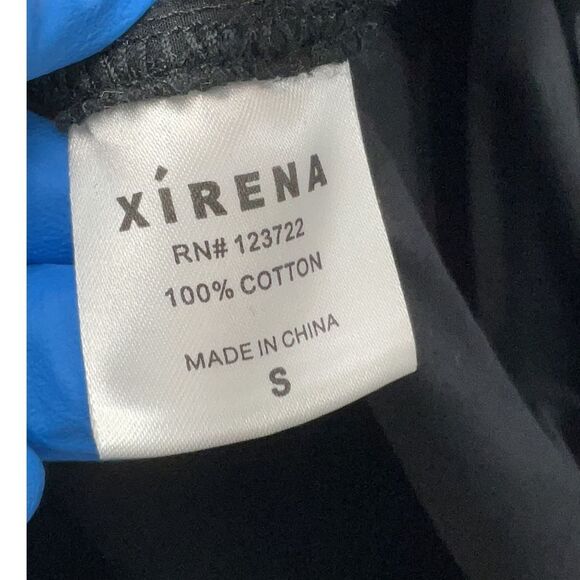 XÍRENA
RN# 123722
100% COTTON
MADE IN CHINA
S